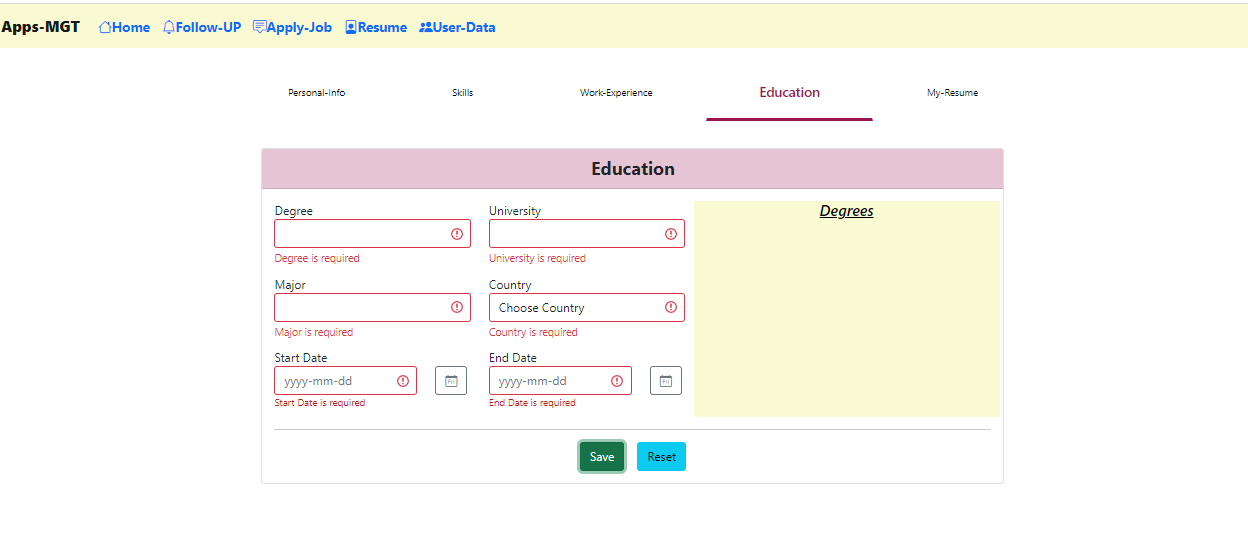 Apps-MGT Home Follow-UP Apply-Job Resume User-Data
Personal-Info Skills Work-Experience Education My-Resume
Education
Degree University Degrees
Degree is required University is required
Major Country
Choose Country
Major is required Country is required
Start Date End Date
yyyy-mm-dd yyyy-mm-dd
Start Date is required End Date is required
Save Reset